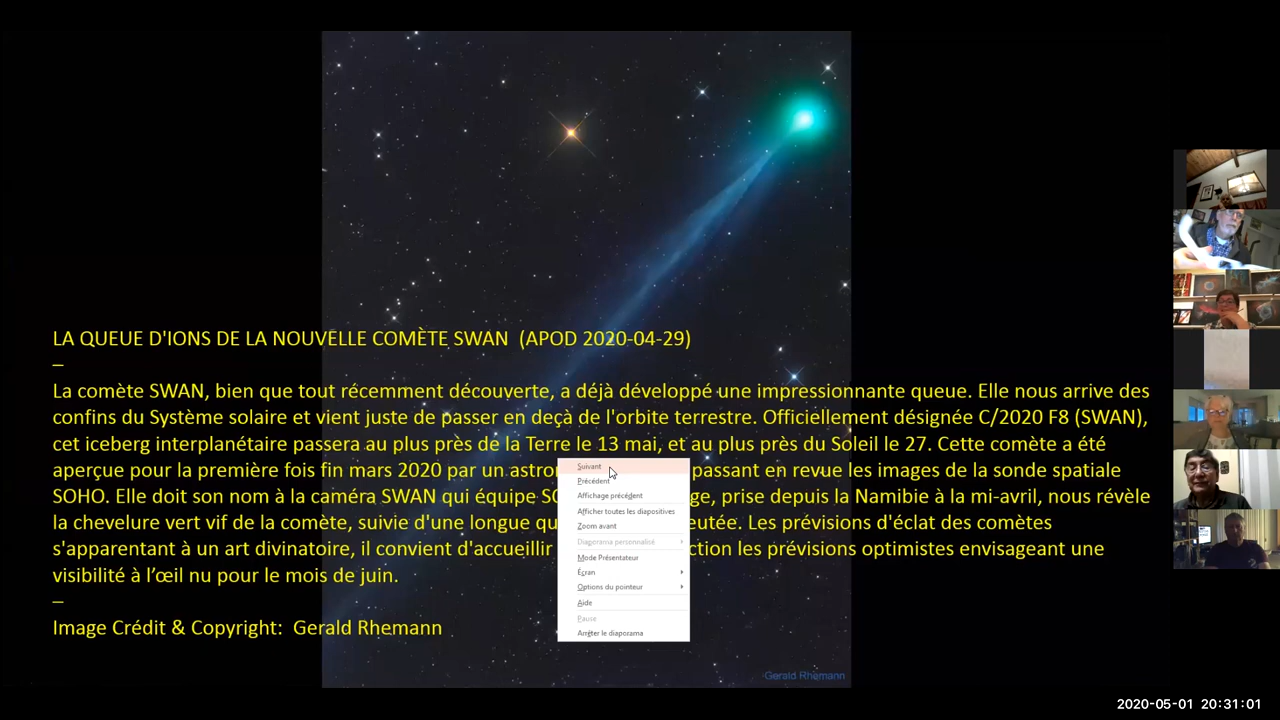 LA QUEUE D'IONS DE LA NOUVELLE COMÈTE SWAN (APOD 2020-04-29)
–
La comète SWAN, bien que tout récemment découverte, a déjà développé une impressionnante queue. Elle nous arrive des
confins du Système solaire et vient juste de passer en deçà de l'orbite terrestre. Officiellement désignée C/2020 F8 (SWAN),
cet iceberg interplanétaire passera au plus près de la Terre le 13 mai, et au plus près du Soleil le 27. Cette comète a été
aperçue pour la première fois fin mars 2020 par un passant en revue les images de la sonde spatiale
SOHO. Elle doit son nom à la caméra SWAN qui équipe prise depuis la Namibie à la mi-avril, nous révèle
la chevelure vert vif de la comète, suivie d'une longue Les prévisions d'éclat des comètes
s'apparentant à un art divinatoire, il convient d'accueillir les prévisions optimistes envisageant une
visibilité à l'œil nu pour le mois de juin.
–
Image Crédit & Copyright: Gerald Rhemann
Suivant
Précédent
Affichage précédent
Afficher toutes les diapositives
Zoom avant
Diaporama personnalisé
Mode Présentateur
Écran
Options du pointeur
Aide
Pause
Arrêter le diaporama
Gerald Rhemann
2020-05-01 20:31:01